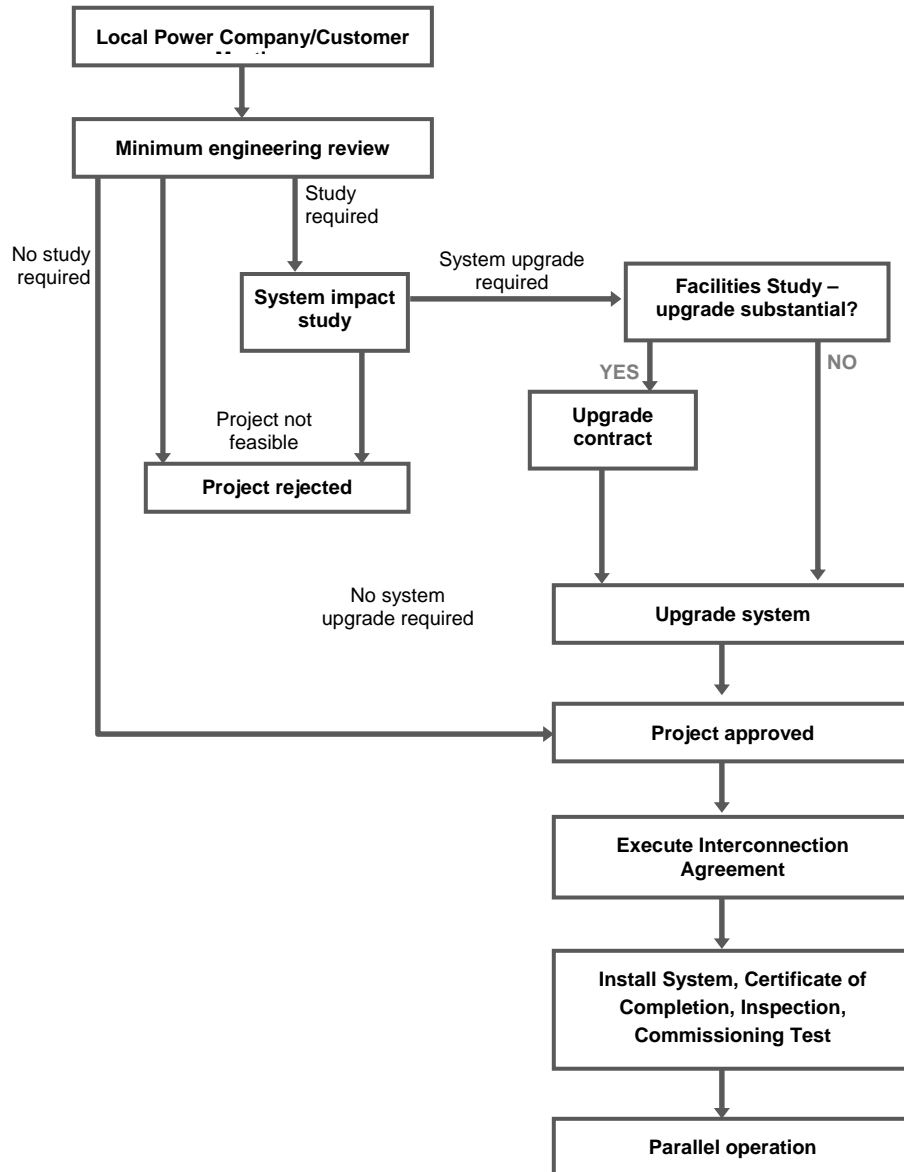 Local Power Company/Customer
Minimum engineering review
Study
required
No study
required
System upgrade
required
System impact
study
Facilities Study –
upgrade substantial?
YES
NO
Upgrade
contract
Project not
feasible
Project rejected
No system
upgrade required
Upgrade system
Project approved
Execute Interconnection
Agreement
Install System, Certificate of
Completion, Inspection,
Commissioning Test
Parallel operation